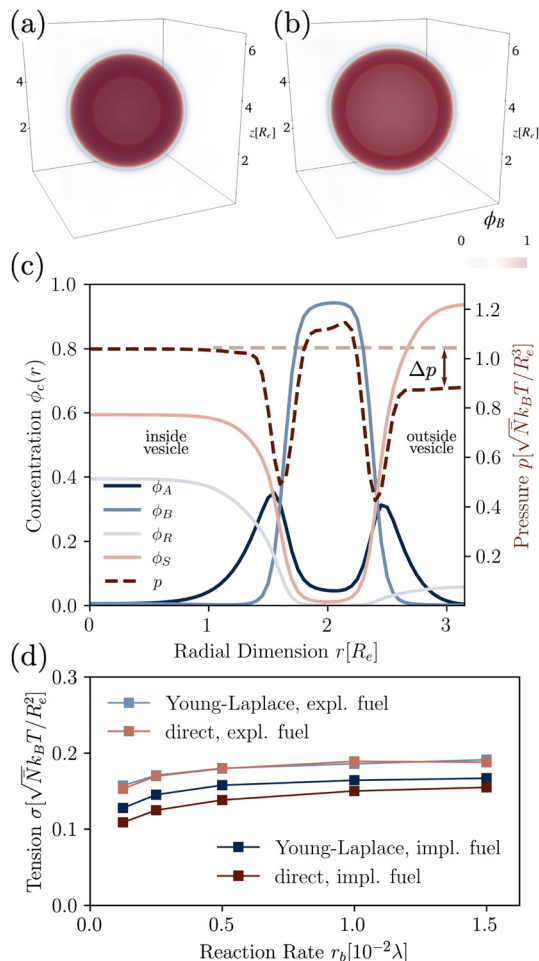 (a)
(b)
6
4
4
z[R_e]
2
2
6
4
4
z[R_e]
2
2
ϕ_B
0 1
(c)
1.0
0.8
0.6
0.4
0.2
0.0
Concentration ϕ_c(r)
inside
vesicle
outside
vesicle
Δp
ϕ_A
ϕ_B
ϕ_R
ϕ_S
p
1.2
1.0
0.8
0.6
0.4
0.2
Pressure p[√N̄ k_BT/R_e^3]
0 1 2 3
Radial Dimension r[R_e]
(d)
0.3
0.2
0.1
0.0
Tension σ[√N̄ k_BT/R_e^2]
Young-Laplace, expl. fuel
direct, expl. fuel
Young-Laplace, impl. fuel
direct, impl. fuel
0.0 0.5 1.0 1.5
Reaction Rate r_b[10^-2λ]